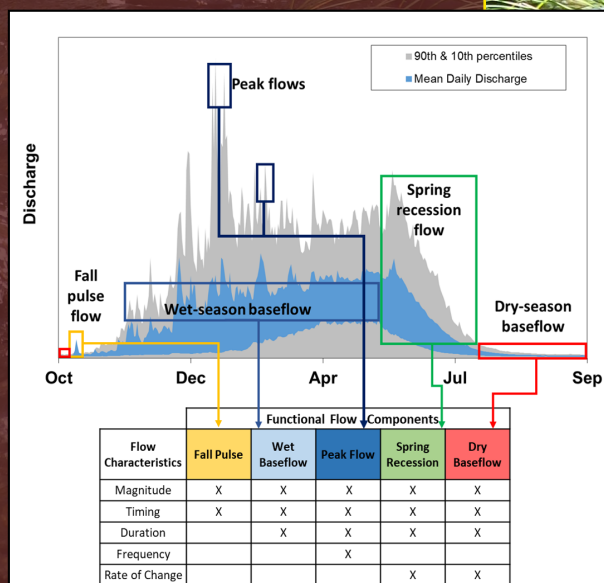 90th & 10th percentiles
Mean Daily Discharge
Peak flows
Discharge
Spring
recession
flow
Fall
pulse
flow
Wet-season baseflow
Dry-season
baseflow
Oct Dec Apr Jul Sep
Functional Flow Components
Flow
Characteristics Fall Pulse Wet
Baseflow Peak Flow Spring
Recession Dry
Baseflow
Magnitude X X X X X
Timing X X X X X
Duration X X X X
Frequency X
Rate of Change X X